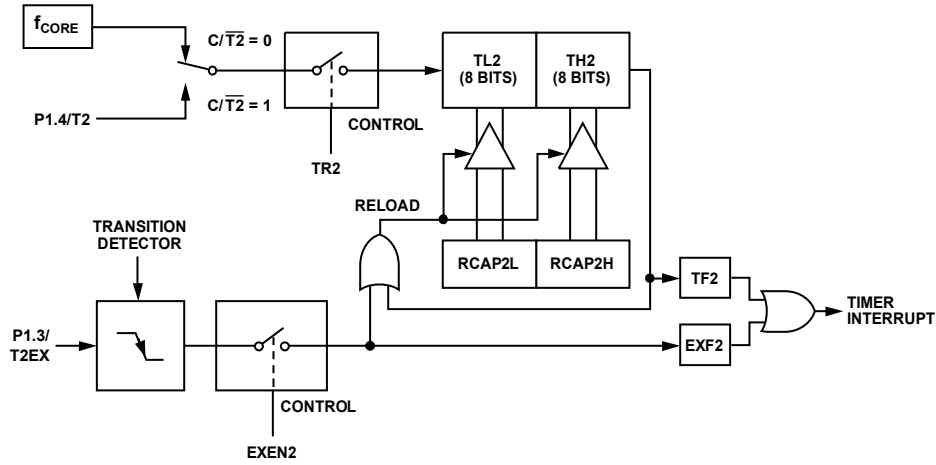 fCORE
C/T2̅ = 0
C/T2̅ = 1
P1.4/T2
CONTROL
TR2
TL2
(8 BITS)
TH2
(8 BITS)
RELOAD
TRANSITION
DETECTOR
RCAP2L
RCAP2H
TF2
TIMER
INTERRUPT
P1.3/
T2EX
EXF2
CONTROL
EXEN2